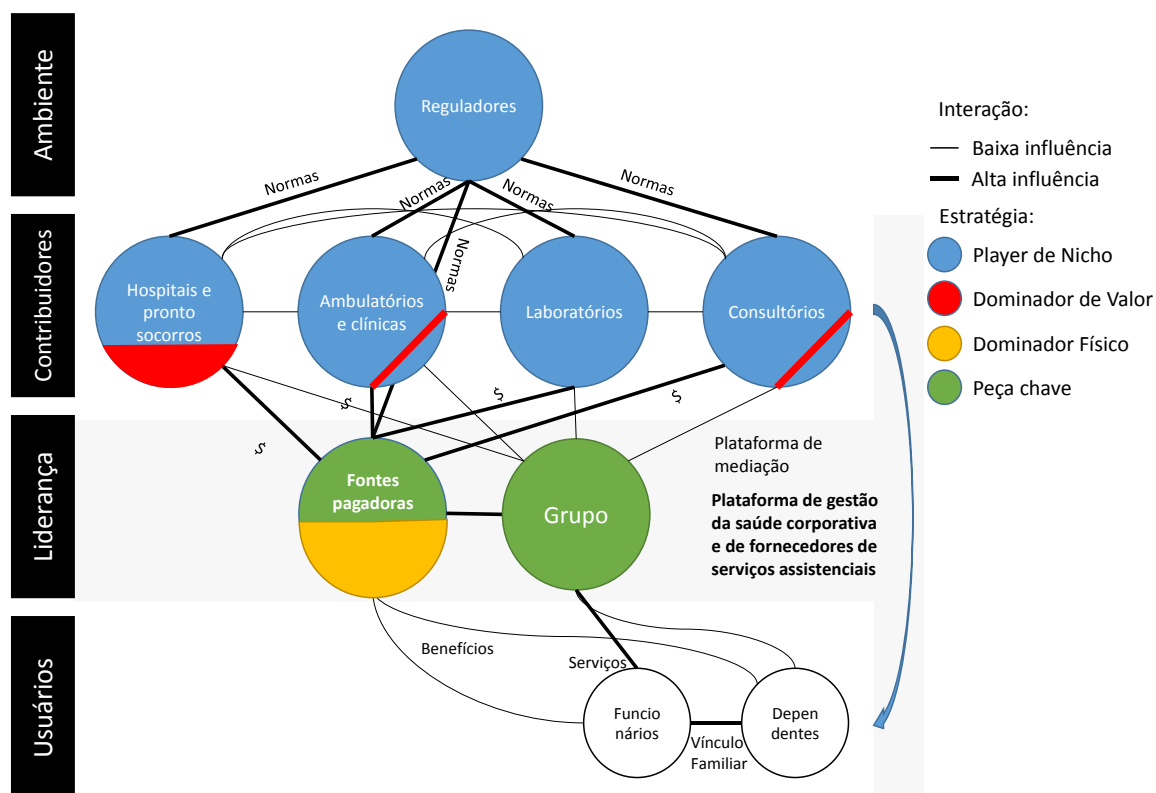 Ambiente
Reguladores
Interação:
Baixa influência
Alta influência
Normas
Normas
Normas
Normas
Normas
Estratégia:
Player de Nicho
Dominador de Valor
Dominador Físico
Peça chave
Contribuidores
Hospitais e
pronto
socorros
Ambulatórios
e clínicas
Laboratórios
Consultórios
$
$
$
$
Liderança
Fontes
pagadoras
Grupo
Plataforma de
mediação
Plataforma de gestão
da saúde corporativa
e de fornecedores de
serviços assistenciais
Usuários
Benefícios
Serviços
Funcio
nários
Vínculo
Familiar
Depen
dentes